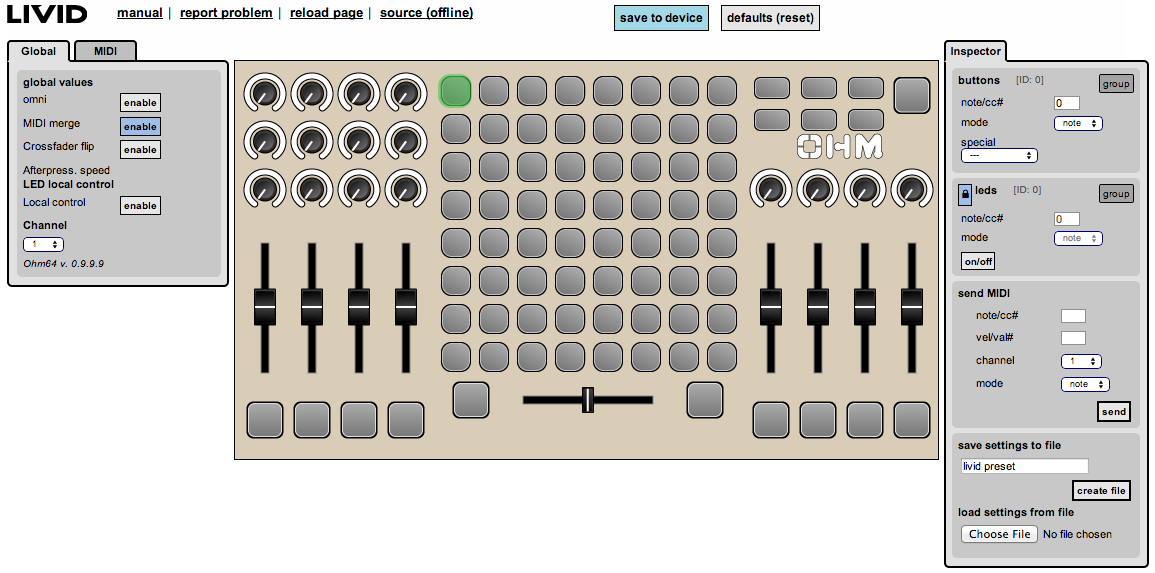 LIVID
manual | report problem | reload page | source (offline)
save to device
defaults (reset)
Global
MIDI
global values
omni
enable
MIDI merge
enable
Crossfader flip
enable
Afterpress. speed
LED local control
Local control
enable
Channel
1
Ohm64 v. 0.9.9.9
OHM
Inspector
buttons [ID: 0]
group
note/cc# 0
mode note
special
---
leds [ID: 0]
group
note/cc# 0
mode note
on/off
send MIDI
note/cc#
vel/val#
channel 1
mode note
send
save settings to file
livid preset
create file
load settings from file
Choose File No file chosen